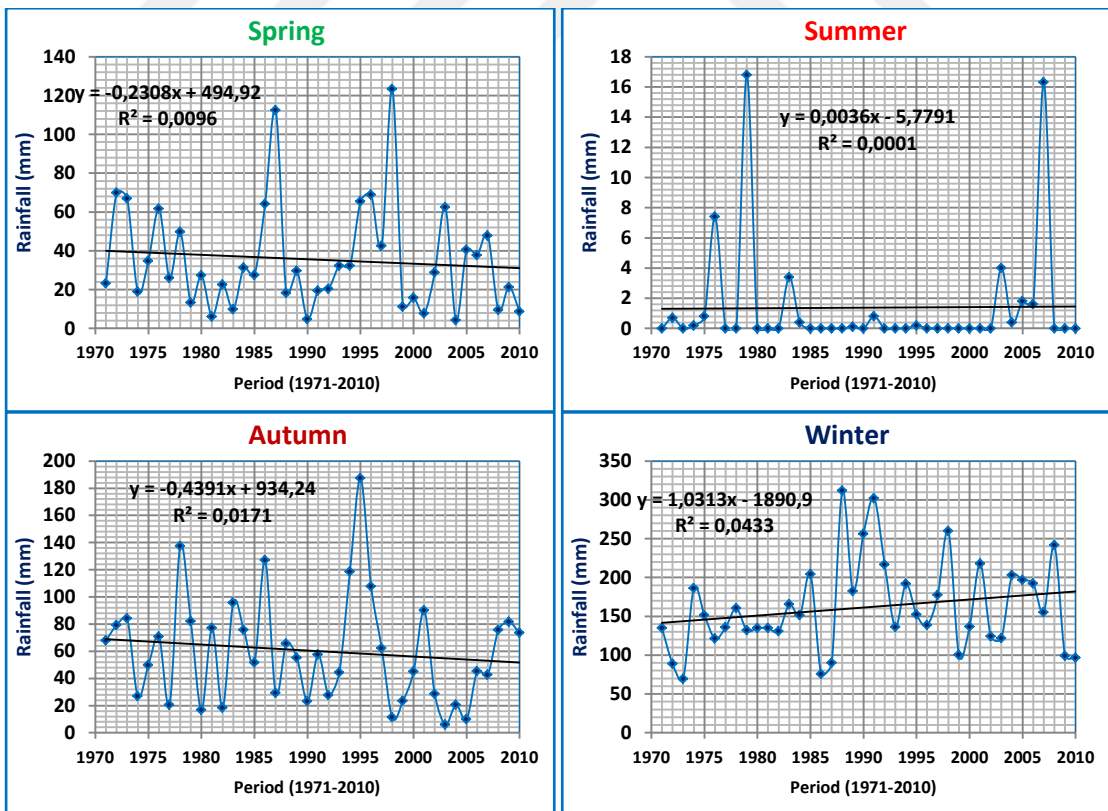 Spring
140
120
100
80
60
40
20
0
y = -0,2308x + 494,92
R² = 0,0096
Rainfall (mm)
1970 1975 1980 1985 1990 1995 2000 2005 2010
Period (1971-2010)
Summer
18
16
14
12
10
8
6
4
2
0
y = 0,0036x - 5,7791
R² = 0,0001
Rainfall (mm)
1970 1975 1980 1985 1990 1995 2000 2005 2010
Period (1971-2010)
Autumn
200
180
160
140
120
100
80
60
40
20
0
y = -0,4391x + 934,24
R² = 0,0171
Rainfall (mm)
1970 1975 1980 1985 1990 1995 2000 2005 2010
Period (1971-2010)
Winter
350
300
250
200
150
100
50
0
y = 1,0313x - 1890,9
R² = 0,0433
Rainfall (mm)
1970 1975 1980 1985 1990 1995 2000 2005 2010
Period (1971-2010)